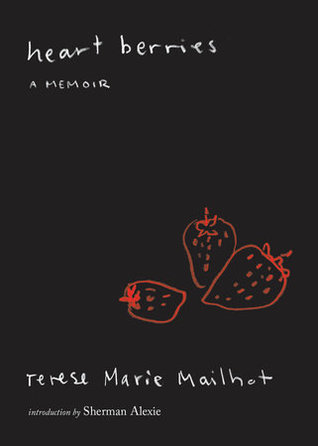 heart berries
A MEMOIR
Terese Marie Mailhot
introduction by Sherman Alexie